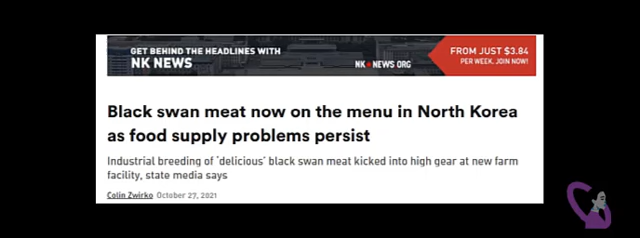 GET BEHIND THE HEADLINES WITH
NK NEWS
NK NEWS.ORG
FROM JUST $3.84
PER WEEK. JOIN NOW!
Black swan meat now on the menu in North Korea
as food supply problems persist
Industrial breeding of 'delicious' black swan meat kicked into high gear at new farm
facility, state media says
Colin Zwirko October 27, 2021